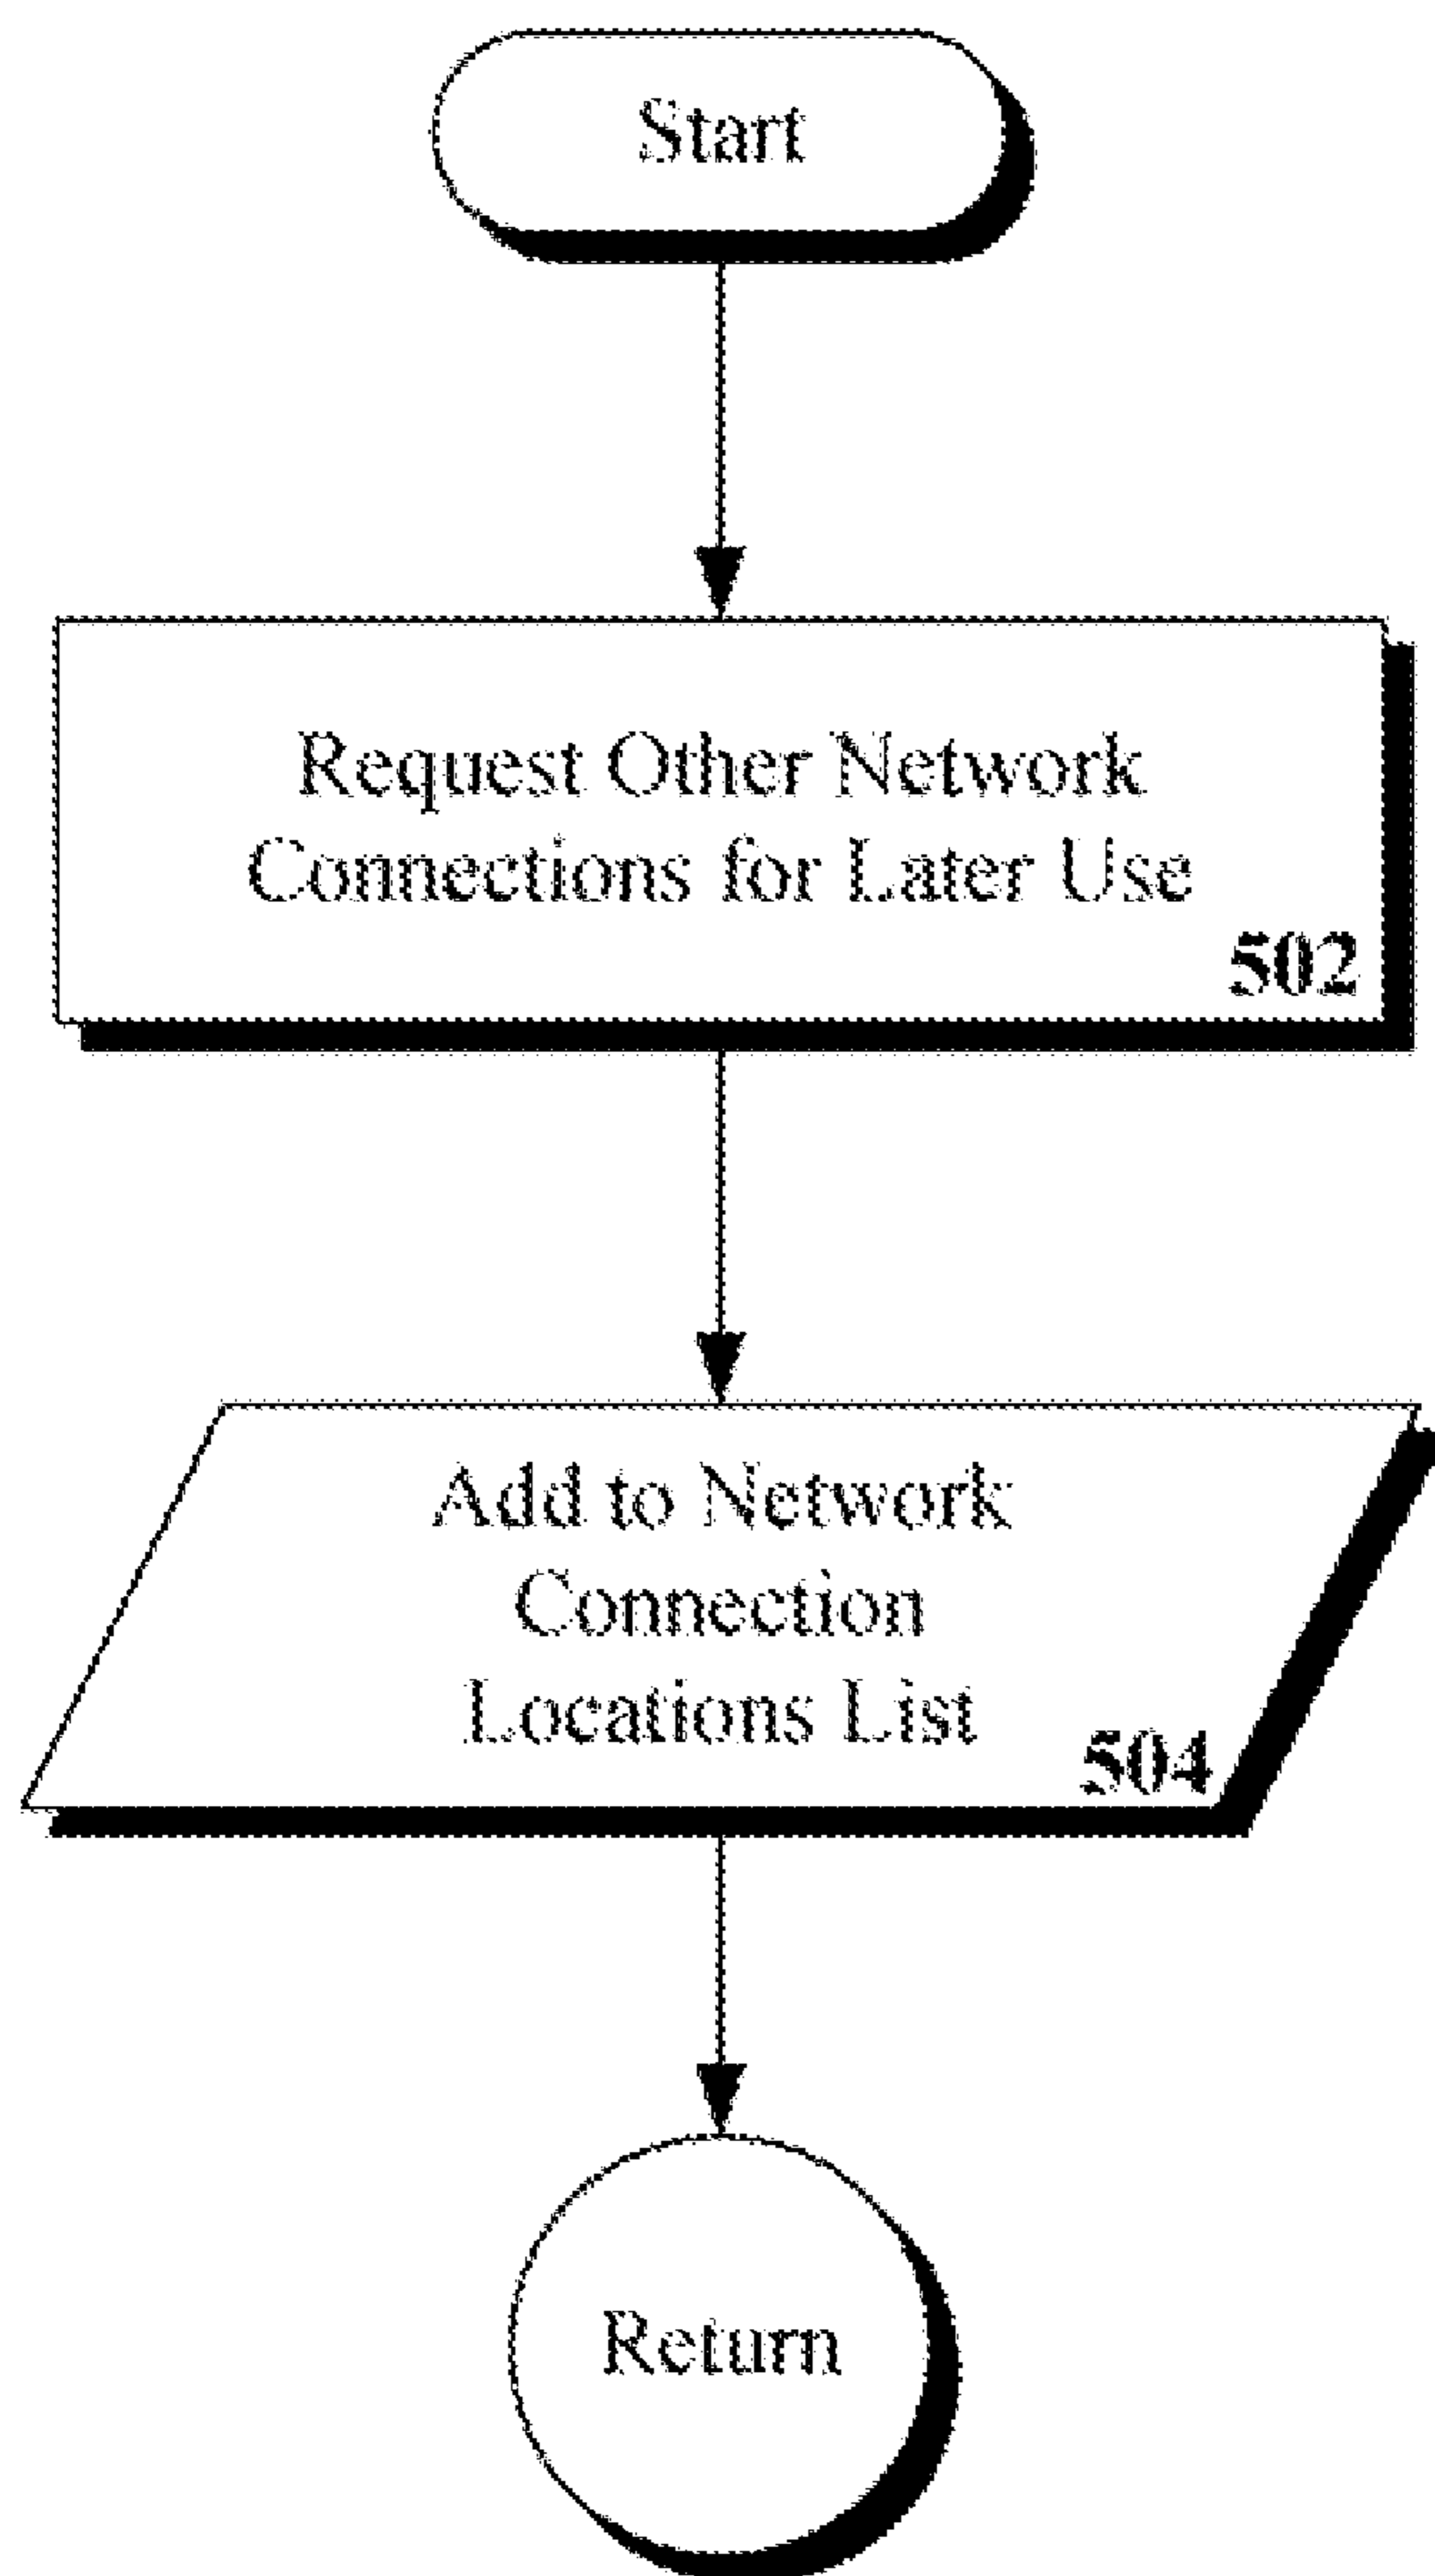 Start
Request Other Network
Connections for Later Use
502
Add to Network
Connection
Locations List
504
Return